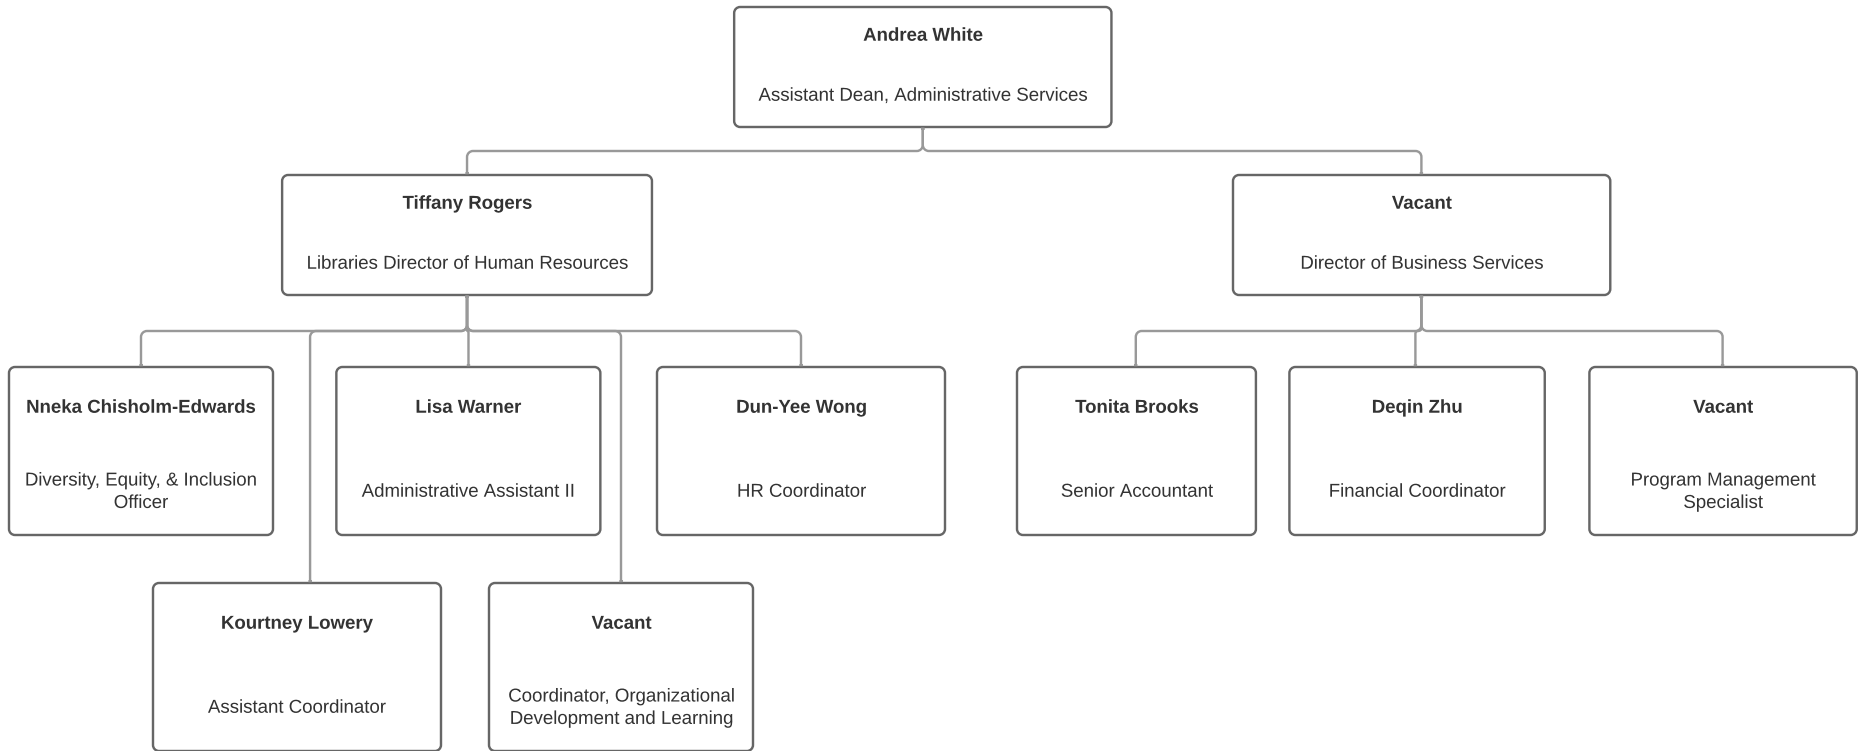 Andrea White
Assistant Dean, Administrative Services
Tiffany Rogers
Libraries Director of Human Resources
Vacant
Director of Business Services
Nneka Chisholm-Edwards
Diversity, Equity, & Inclusion
Officer
Lisa Warner
Administrative Assistant II
Dun-Yee Wong
HR Coordinator
Tonita Brooks
Senior Accountant
Deqin Zhu
Financial Coordinator
Vacant
Program Management
Specialist
Kourtney Lowery
Assistant Coordinator
Vacant
Coordinator, Organizational
Development and Learning